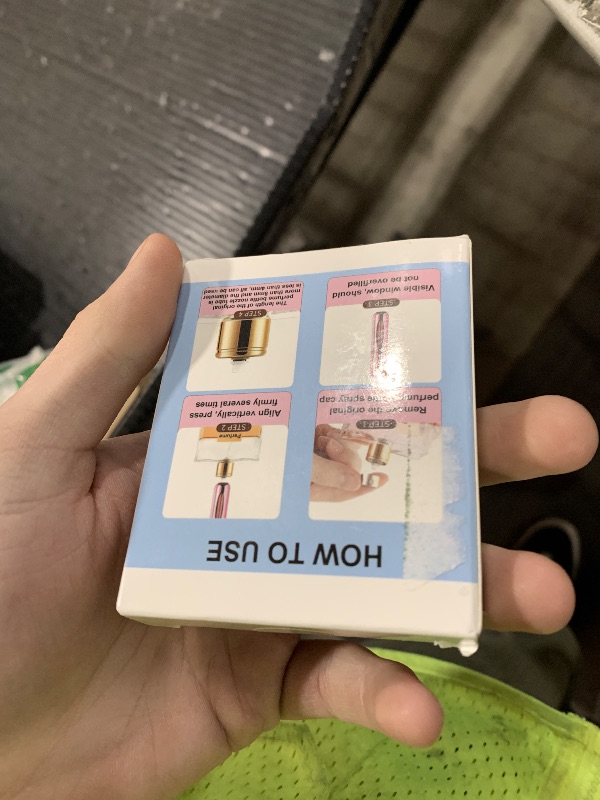 HOW TO USE
STEP 1
Remove the original
perfume bottle spray cap
STEP 2
Perfume
Align vertically, press
firmly several times
STEP 3
Visible window, should
not be overfilled
STEP 4
The length of the original
perfume bottle nozzle tube is
more than 4mm and the diameter
is less than 4mm, all can be used